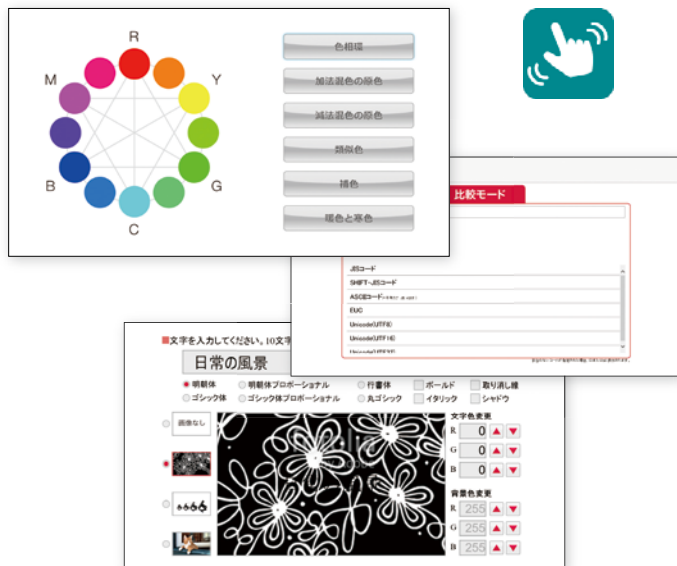 R
M
Y
B
G
C
色相環
加法混色の原色
減法混色の原色
類似色
補色
暖色と寒色
比較モード
JISコード
SHIFT-JISコード
ASCIIコード
EUC
Unicode(UTF8)
Unicode(UTF16)
Unicode(UTF32)
■文字を入力してください。10文字
日常の風景
明朝体 明朝体プロポーショナル 行書体 ボールド 取り消し線
ゴシック体 ゴシック体プロポーショナル 丸ゴシック イタリック シャドウ
画像なし
文字色変更
R 0
G 0
B 0
背景色変更
R 255
G 255
B 255